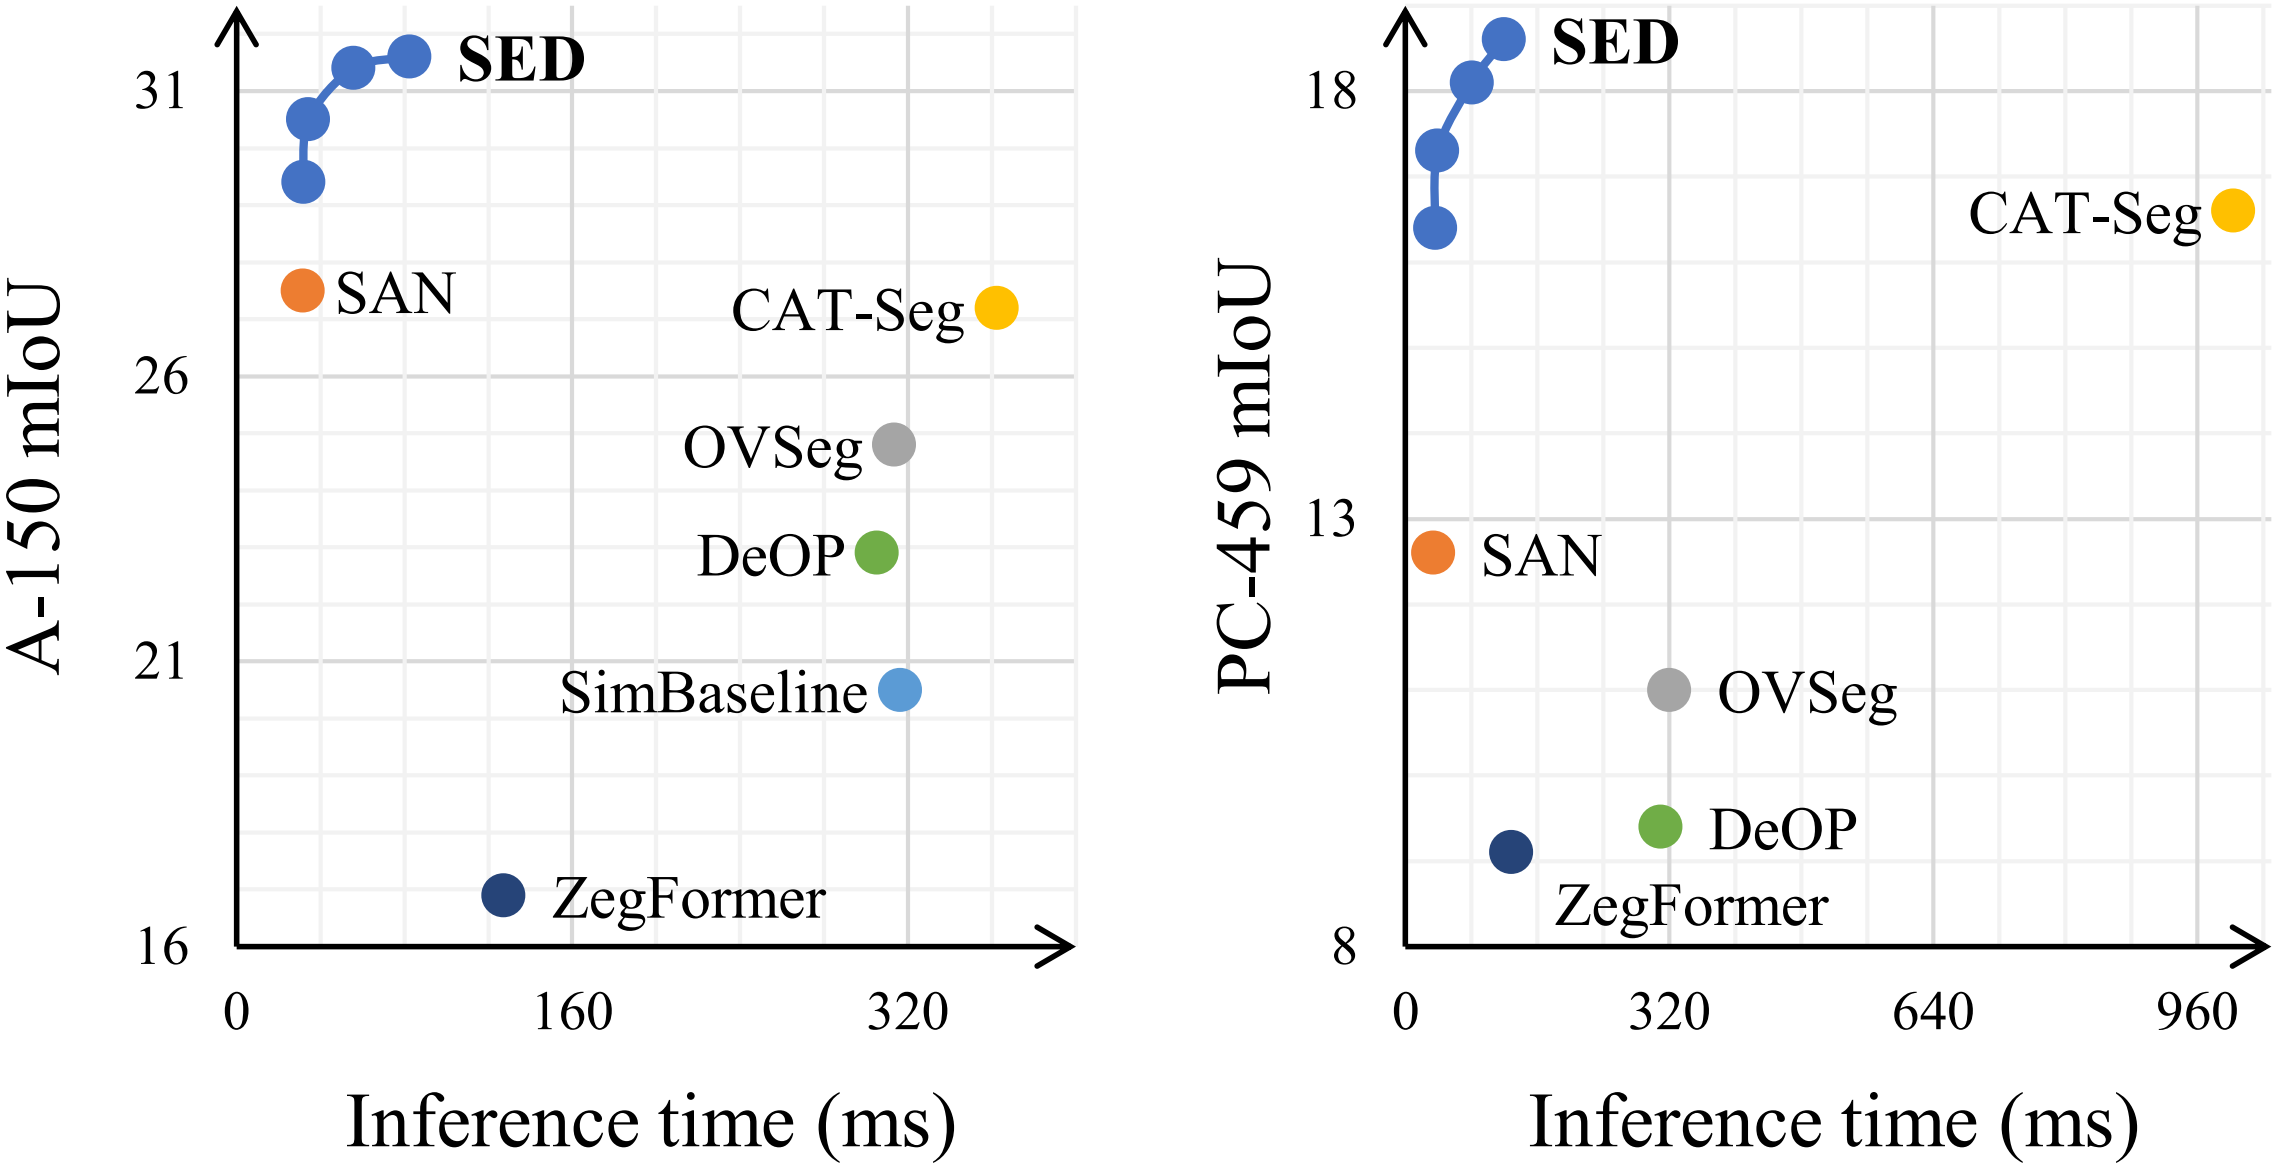 A-150 mIoU
31
26
21
16
SED
SAN
CAT-Seg
OVSeg
DeOP
SimBaseline
ZegFormer
0 160 320
Inference time (ms)
PC-459 mIoU
18
13
8
SED
CAT-Seg
SAN
OVSeg
DeOP
ZegFormer
0 320 640 960
Inference time (ms)